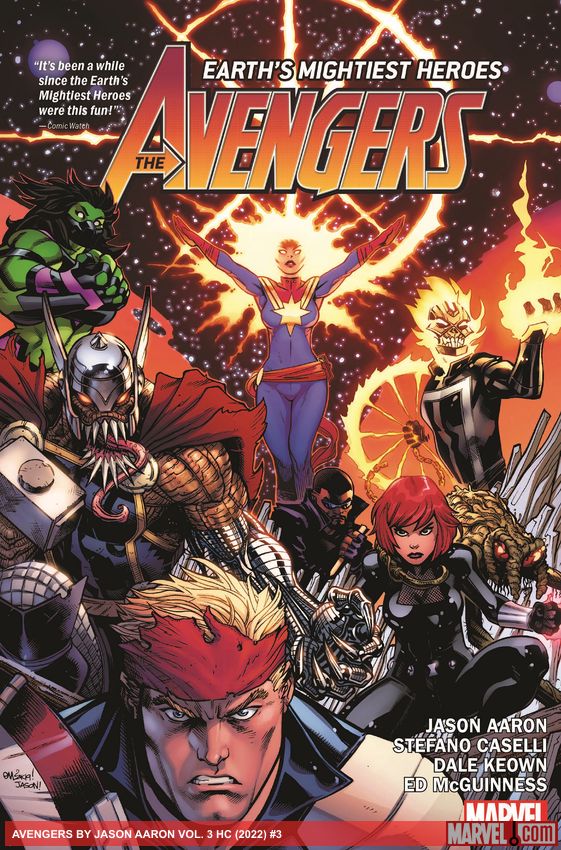 EARTH'S MIGHTIEST HEROES
THE AVENGERS
"It's been a while
since the Earth's
Mightiest Heroes
were this fun!"
— Comic Watch
JASON AARON
STEFANO CASELLI
DALE KEOWN
ED McGUINNESS
MARVEL
AVENGERS BY JASON AARON VOL. 3 HC (2022) #3
MARVEL.com